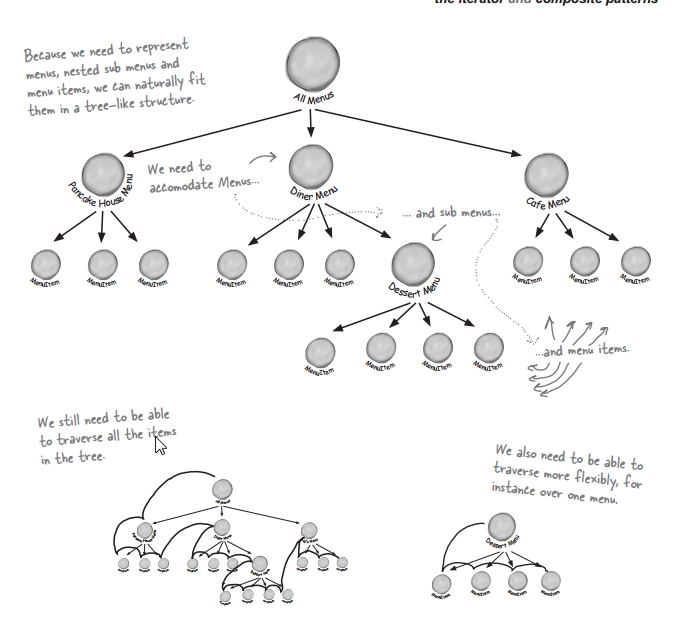 the iterator and composite patterns
Because we need to represent
menus, nested sub menus and
menu items, we can naturally fit
them in a tree-like structure.
All Menus
We need to
accomodate Menus...
Pancake House Menu
Diner Menu
Cafe Menu
... and sub menus...
MenuItem
MenuItem
MenuItem
MenuItem
MenuItem
MenuItem
Dessert Menu
MenuItem
MenuItem
MenuItem
MenuItem
MenuItem
MenuItem
MenuItem
...and menu items.
We still need to be able
to traverse all the items
in the tree.
We also need to be able to
traverse more flexibly, for
instance over one menu.
Dessert Menu
MenuItem
MenuItem
MenuItem
MenuItem